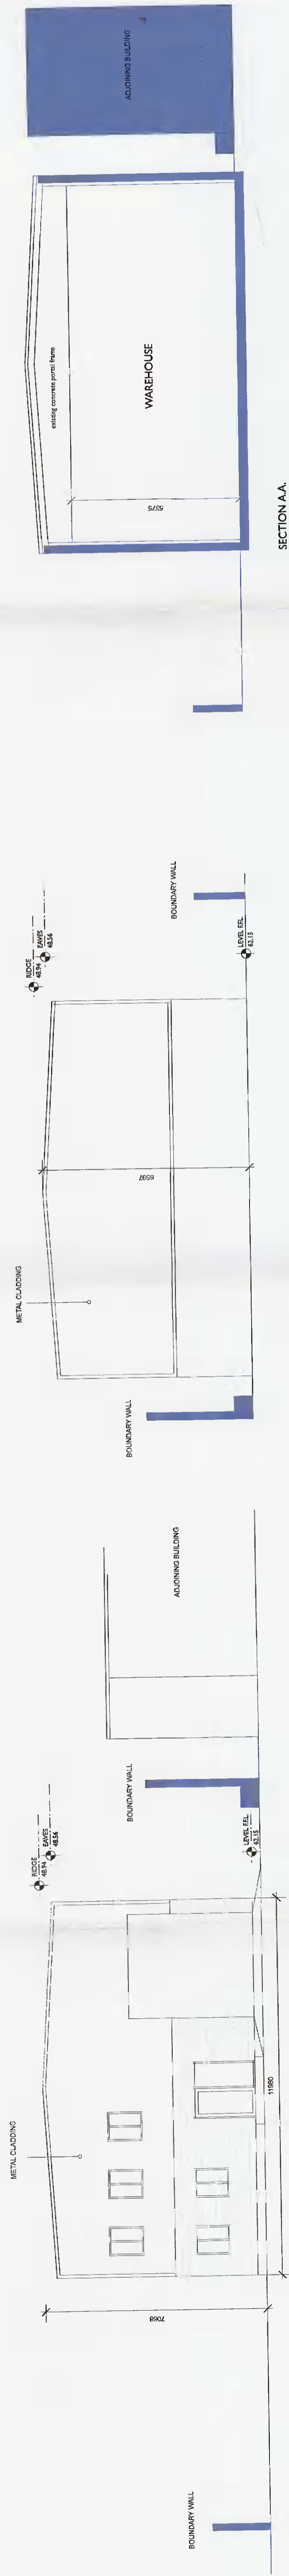 BOUNDARY WALL
7068
METAL CLADDING
11980
RIDGE
48.94
EAVES
48.56
LEVEL F.F.L
42.15
BOUNDARY WALL
ADJOINING BUILDING
BOUNDARY WALL
METAL CLADDING
6597
RIDGE
48.94
EAVES
48.56
LEVEL F.F.L
42.15
BOUNDARY WALL
5375
existing concrete portal frame
WAREHOUSE
SECTION A.A.
ADJOINING BUILDING